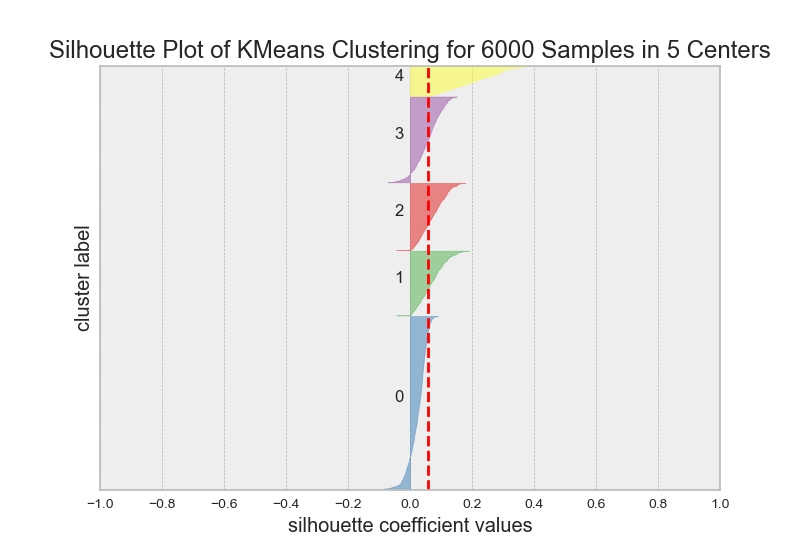 Silhouette Plot of KMeans Clustering for 6000 Samples in 5 Centers
4
3
2
1
0
cluster label
−1.0 −0.8 −0.6 −0.4 −0.2 0.0 0.2 0.4 0.6 0.8 1.0
silhouette coefficient values